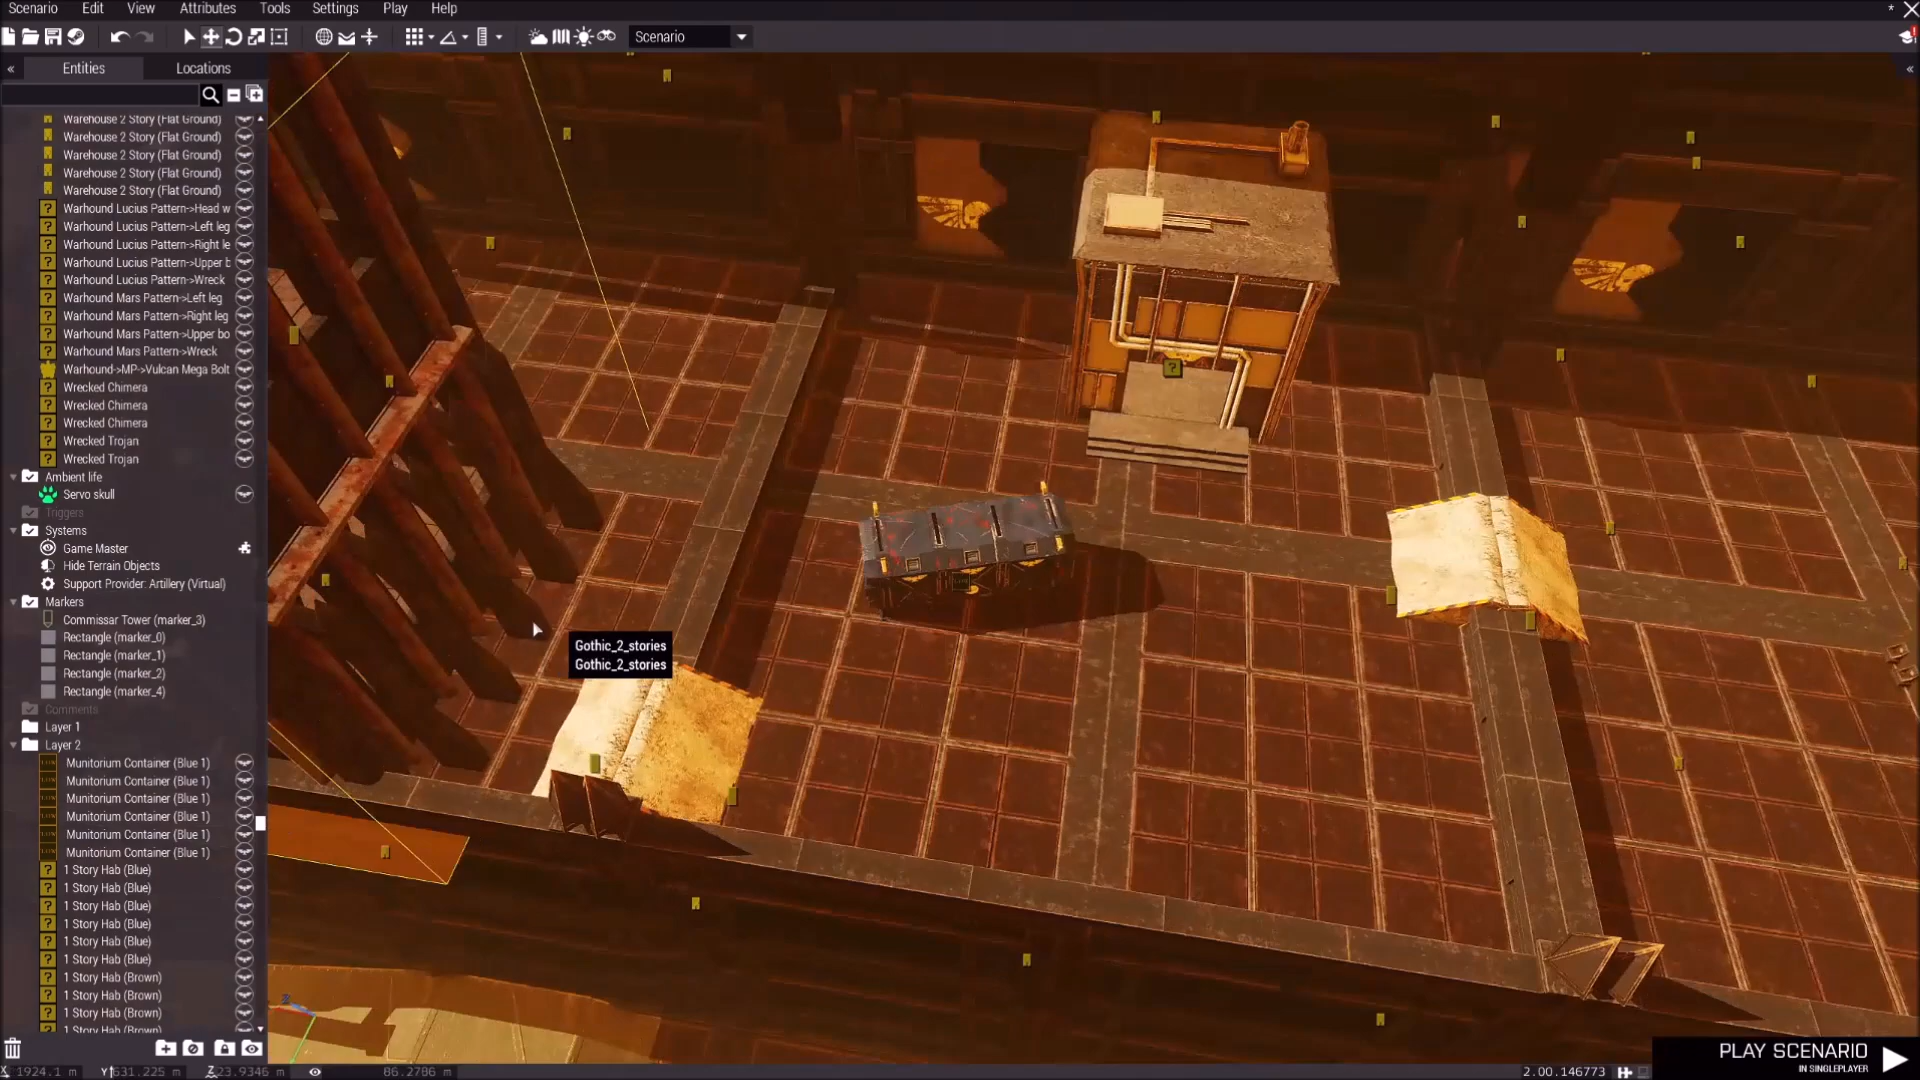 Scenario Edit View Attributes Tools Settings Play Help
Scenario
Entities Locations
Warehouse 2 Story (Flat Ground)
Warehouse 2 Story (Flat Ground)
Warehouse 2 Story (Flat Ground)
Warehouse 2 Story (Flat Ground)
Warehouse 2 Story (Flat Ground)
Warhound Lucius Pattern->Head w
Warhound Lucius Pattern->Left leg
Warhound Lucius Pattern->Right le
Warhound Lucius Pattern->Upper b
Warhound Lucius Pattern->Wreck
Warhound Mars Pattern->Left leg
Warhound Mars Pattern->Right leg
Warhound Mars Pattern->Upper bo
Warhound Mars Pattern->Wreck
Warhound->MP->Vulcan Mega Bolt
Wrecked Chimera
Wrecked Chimera
Wrecked Chimera
Wrecked Trojan
Wrecked Trojan
Ambient life
Servo skull
Triggers
Systems
Game Master
Hide Terrain Objects
Support Provider: Artillery (Virtual)
Markers
Commissar Tower (marker_3)
Rectangle (marker_0)
Rectangle (marker_1)
Rectangle (marker_2)
Rectangle (marker_4)
Comments
Layer 1
Layer 2
Munitorium Container (Blue 1)
Munitorium Container (Blue 1)
Munitorium Container (Blue 1)
Munitorium Container (Blue 1)
Munitorium Container (Blue 1)
Munitorium Container (Blue 1)
1 Story Hab (Blue)
1 Story Hab (Blue)
1 Story Hab (Blue)
1 Story Hab (Blue)
1 Story Hab (Blue)
1 Story Hab (Blue)
1 Story Hab (Brown)
1 Story Hab (Brown)
1 Story Hab (Brown)
1 Story Hab (Brown)
Gothic_2_stories
Gothic_2_stories
PLAY SCENARIO
IN SINGLEPLAYER
X 1924.1 m Y 631.225 m Z 23.9346 m 86.2786 m 2.00.146773